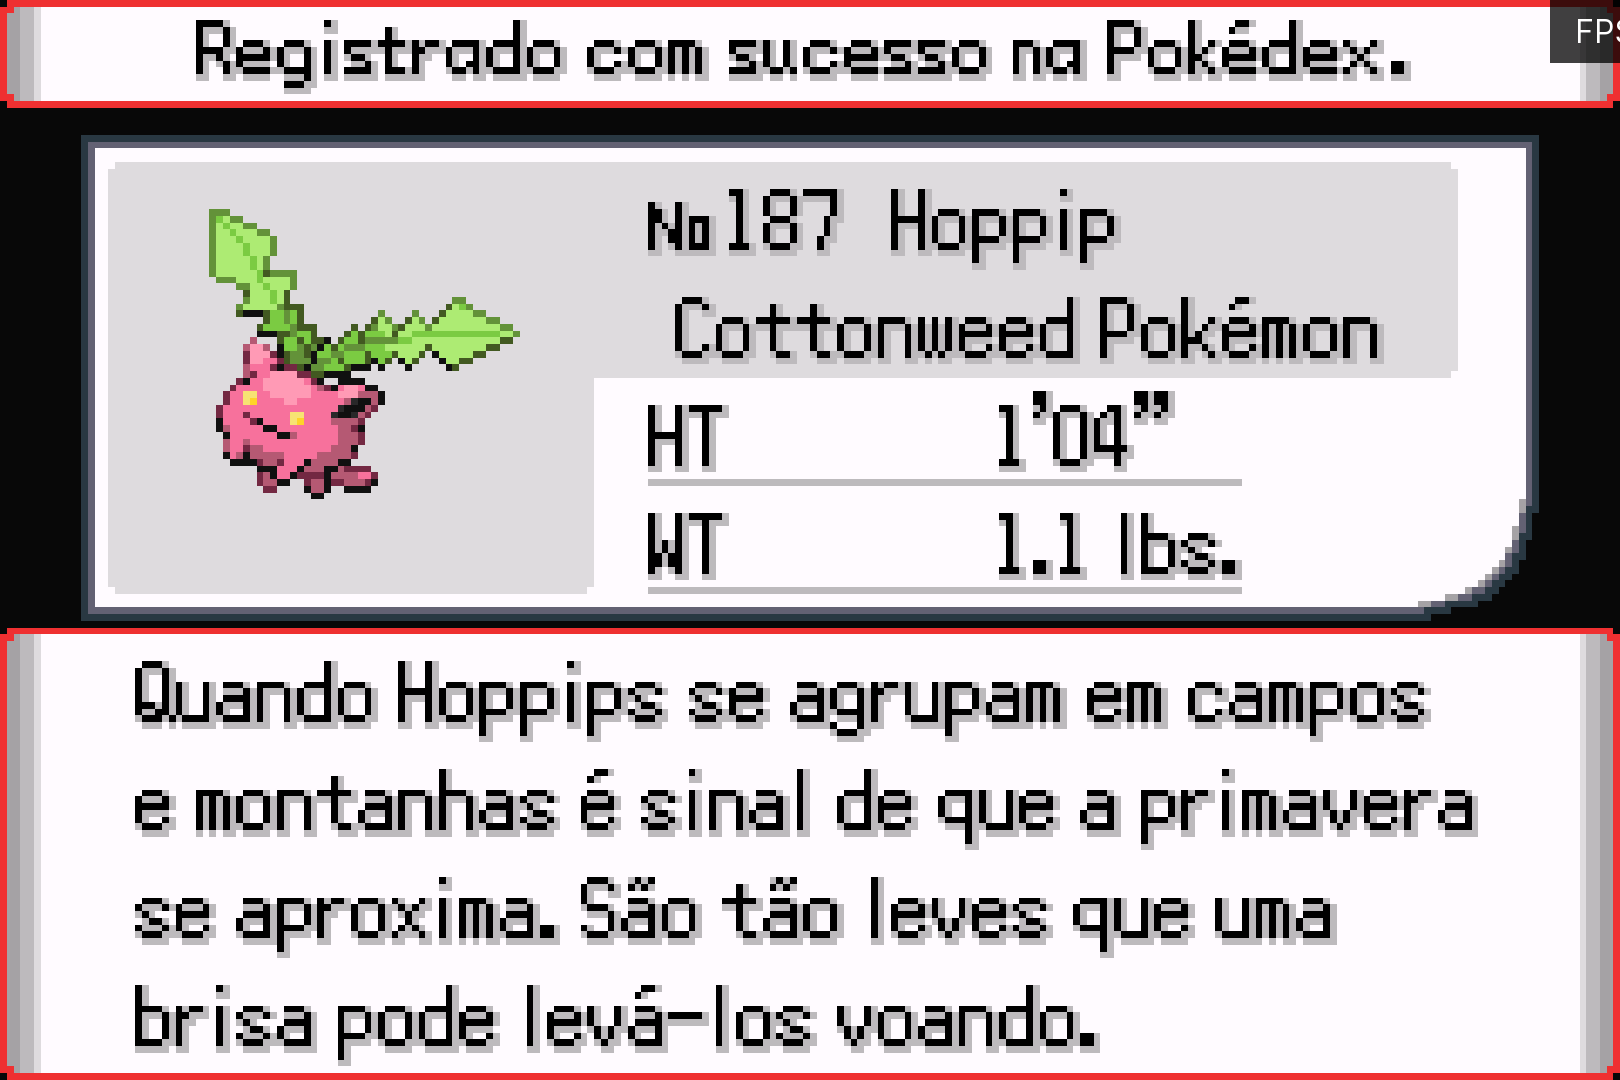 Registrado com sucesso na Pokédex.
FPS
No187 Hoppip
Cottonweed Pokémon
HT 1’04”
WT 1.1 lbs.
Quando Hoppips se agrupam em campos
e montanhas é sinal de que a primavera
se aproxima. São tão leves que uma
brisa pode levá-los voando.